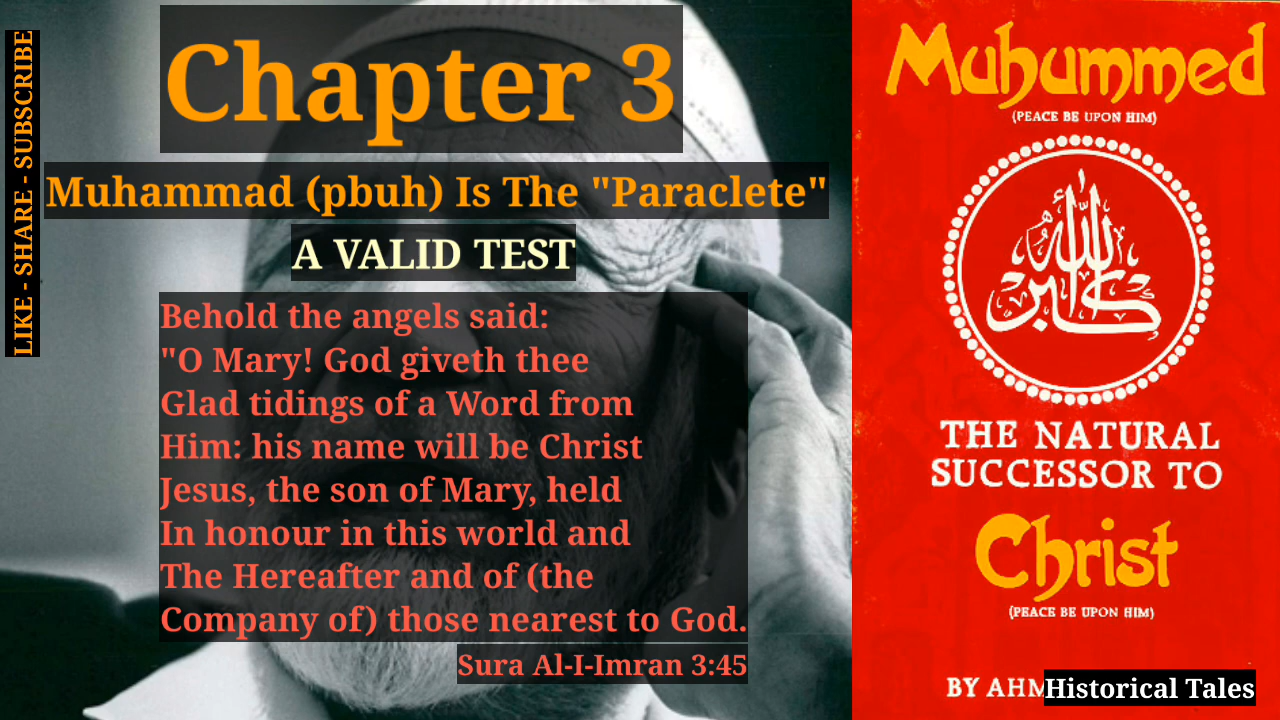 LIKE - SHARE - SUBSCRIBE
Chapter 3
Muhammad (pbuh) Is The "Paraclete"
A VALID TEST
Behold the angels said:
"O Mary! God giveth thee
Glad tidings of a Word from
Him: his name will be Christ
Jesus, the son of Mary, held
In honour in this world and
The Hereafter and of (the
Company of) those nearest to God.
Sura Al-I-Imran 3:45
Muhummed
(PEACE BE UPON HIM)
الله أكبر
THE NATURAL
SUCCESSOR TO
Christ
(PEACE BE UPON HIM)
BY
Historical Tales